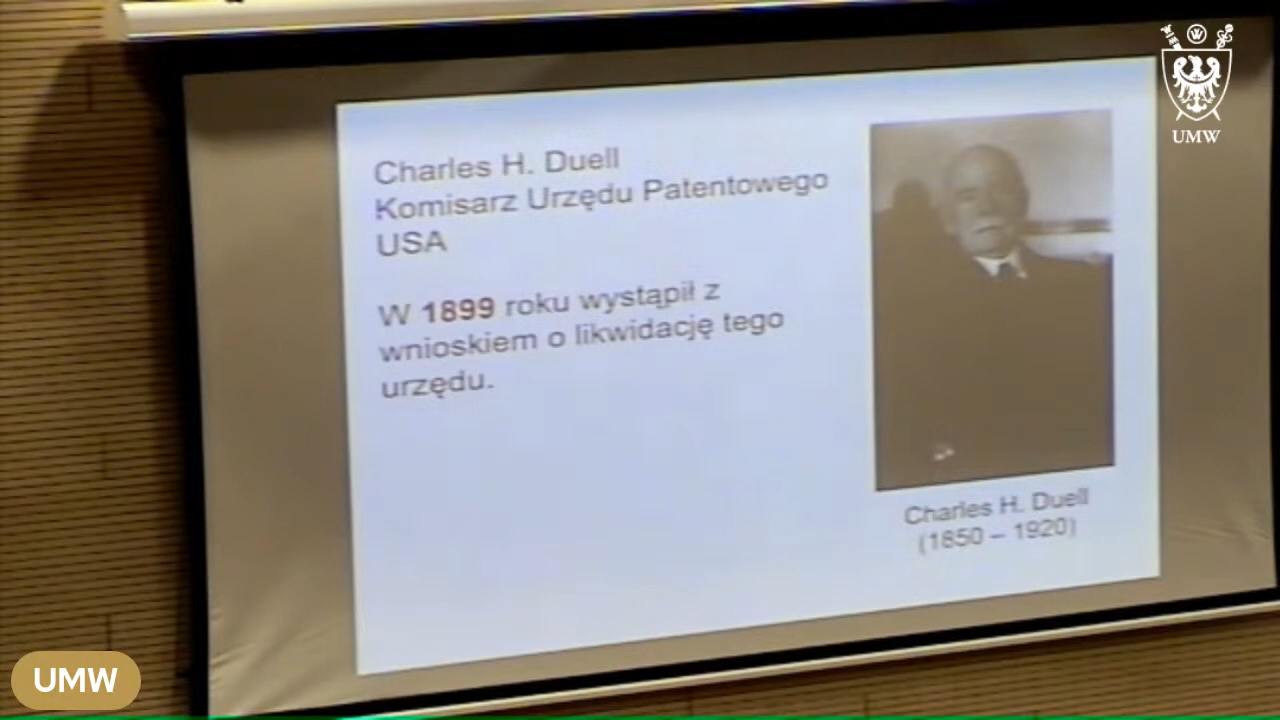 UMW
Charles H. Duell
Komisarz Urzędu Patentowego
USA
W 1899 roku wystąpił z
wnioskiem o likwidację tego
urzędu.
Charles H. Duell
(1850 – 1920)
UMW